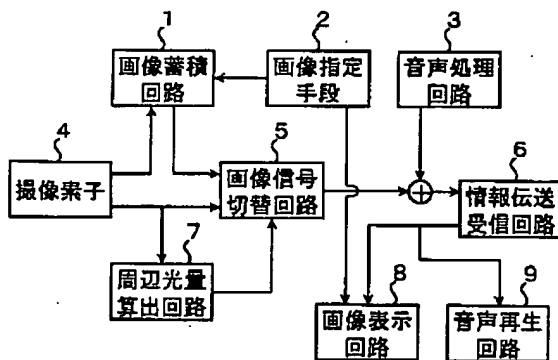 1
画像蓄積
回路
2
画像指定
手段
3
音声処理
回路
4
撮像素子
5
画像信号
切替回路
6
情報伝送
受信回路
7
周辺光量
算出回路
8
画像表示
回路
9
音声再生
回路